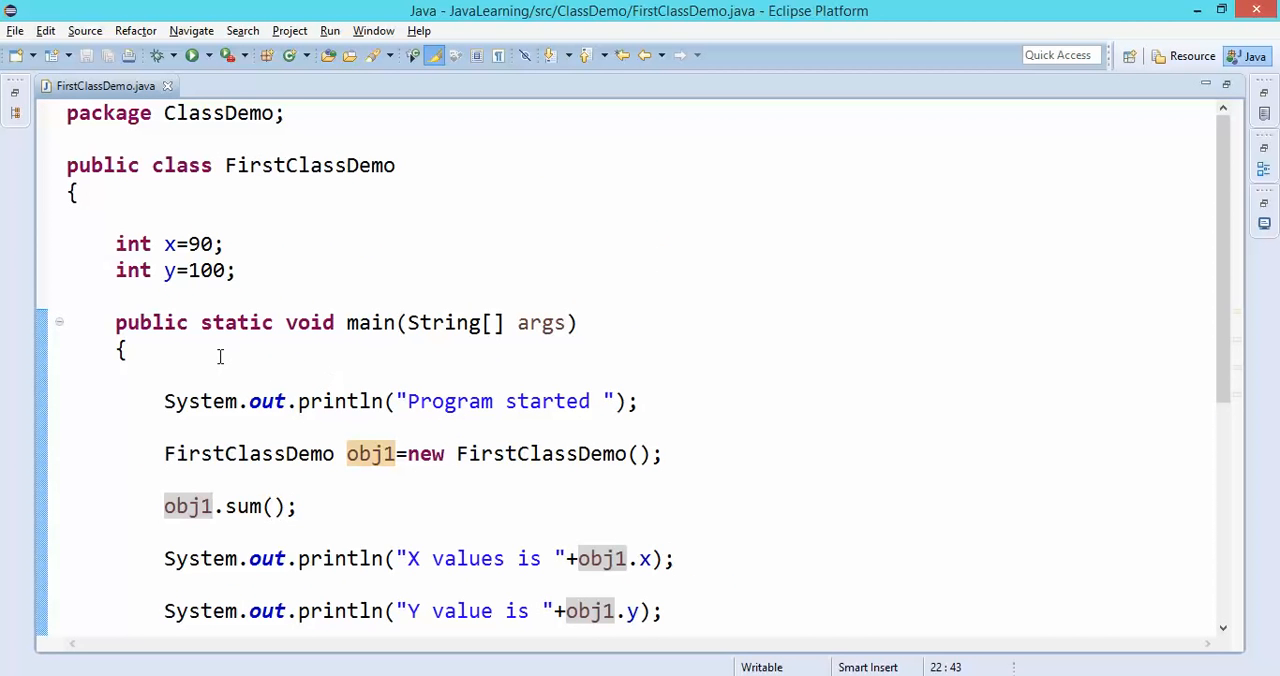 Java - JavaLearning/src/ClassDemo/FirstClassDemo.java - Eclipse Platform
File Edit Source Refactor Navigate Search Project Run Window Help
Quick Access Resource Java
FirstClassDemo.java
package ClassDemo;
public class FirstClassDemo
{
int x=90;
int y=100;
public static void main(String[] args)
{
System.out.println("Program started ");
FirstClassDemo obj1=new FirstClassDemo();
obj1.sum();
System.out.println("X values is "+obj1.x);
System.out.println("Y value is "+obj1.y);
Writable Smart Insert 22 : 43